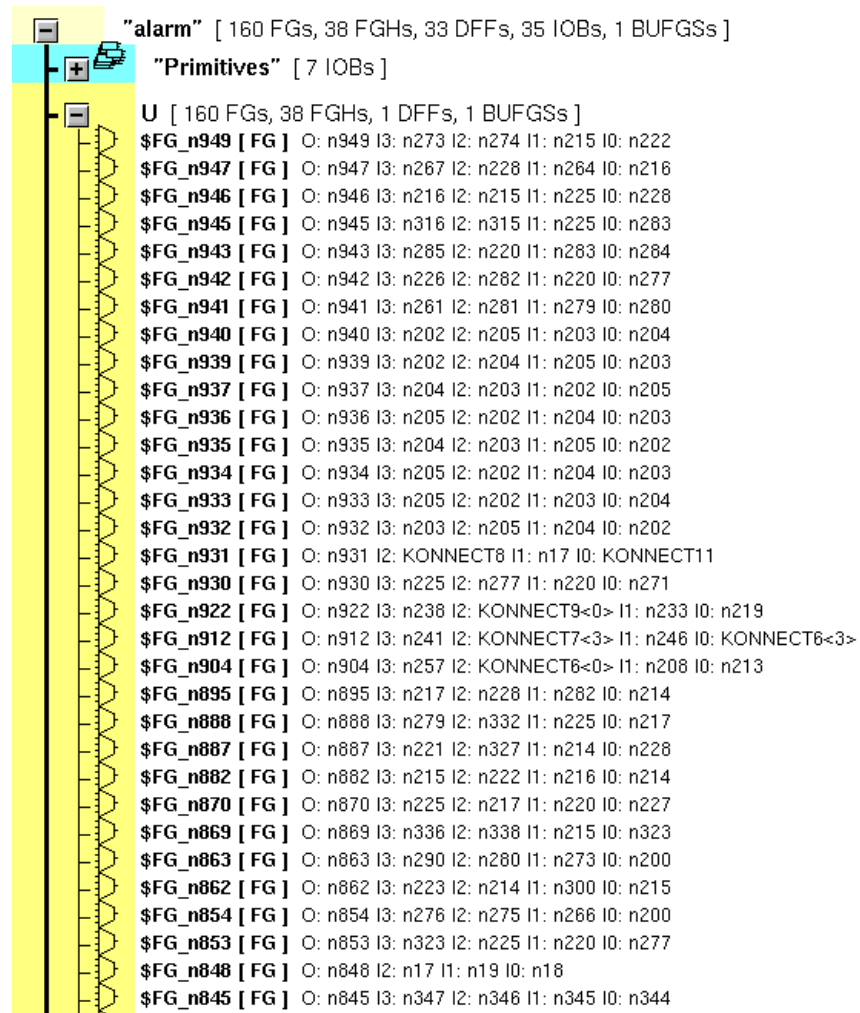 "alarm" [ 160 FGs, 38 FGHs, 33 DFFs, 35 IOBs, 1 BUFGSs ]
"Primitives" [ 7 IOBs ]
U [ 160 FGs, 38 FGHs, 1 DFFs, 1 BUFGSs ]
$FG_n949 [ FG ] O: n949 I3: n273 I2: n274 I1: n215 I0: n222
$FG_n947 [ FG ] O: n947 I3: n267 I2: n228 I1: n264 I0: n216
$FG_n946 [ FG ] O: n946 I3: n216 I2: n215 I1: n225 I0: n228
$FG_n945 [ FG ] O: n945 I3: n316 I2: n315 I1: n225 I0: n283
$FG_n943 [ FG ] O: n943 I3: n285 I2: n220 I1: n283 I0: n284
$FG_n942 [ FG ] O: n942 I3: n226 I2: n282 I1: n220 I0: n277
$FG_n941 [ FG ] O: n941 I3: n261 I2: n281 I1: n279 I0: n280
$FG_n940 [ FG ] O: n940 I3: n202 I2: n205 I1: n203 I0: n204
$FG_n939 [ FG ] O: n939 I3: n202 I2: n204 I1: n205 I0: n203
$FG_n937 [ FG ] O: n937 I3: n204 I2: n203 I1: n202 I0: n205
$FG_n936 [ FG ] O: n936 I3: n205 I2: n202 I1: n204 I0: n203
$FG_n935 [ FG ] O: n935 I3: n204 I2: n203 I1: n205 I0: n202
$FG_n934 [ FG ] O: n934 I3: n205 I2: n202 I1: n204 I0: n203
$FG_n933 [ FG ] O: n933 I3: n205 I2: n202 I1: n203 I0: n204
$FG_n932 [ FG ] O: n932 I3: n203 I2: n205 I1: n204 I0: n202
$FG_n931 [ FG ] O: n931 I2: KONNECT8 I1: n17 I0: KONNECT11
$FG_n930 [ FG ] O: n930 I3: n225 I2: n277 I1: n220 I0: n271
$FG_n922 [ FG ] O: n922 I3: n238 I2: KONNECT9<0> I1: n233 I0: n219
$FG_n912 [ FG ] O: n912 I3: n241 I2: KONNECT7<3> I1: n246 I0: KONNECT6<3>
$FG_n904 [ FG ] O: n904 I3: n257 I2: KONNECT6<0> I1: n208 I0: n213
$FG_n895 [ FG ] O: n895 I3: n217 I2: n228 I1: n282 I0: n214
$FG_n888 [ FG ] O: n888 I3: n279 I2: n332 I1: n225 I0: n217
$FG_n887 [ FG ] O: n887 I3: n221 I2: n327 I1: n214 I0: n228
$FG_n882 [ FG ] O: n882 I3: n215 I2: n222 I1: n216 I0: n214
$FG_n870 [ FG ] O: n870 I3: n225 I2: n217 I1: n220 I0: n227
$FG_n869 [ FG ] O: n869 I3: n336 I2: n338 I1: n215 I0: n323
$FG_n863 [ FG ] O: n863 I3: n290 I2: n280 I1: n273 I0: n200
$FG_n862 [ FG ] O: n862 I3: n223 I2: n214 I1: n300 I0: n215
$FG_n854 [ FG ] O: n854 I3: n276 I2: n275 I1: n266 I0: n200
$FG_n853 [ FG ] O: n853 I3: n323 I2: n225 I1: n220 I0: n277
$FG_n848 [ FG ] O: n848 I2: n17 I1: n19 I0: n18
$FG_n845 [ FG ] O: n845 I3: n347 I2: n346 I1: n345 I0: n344